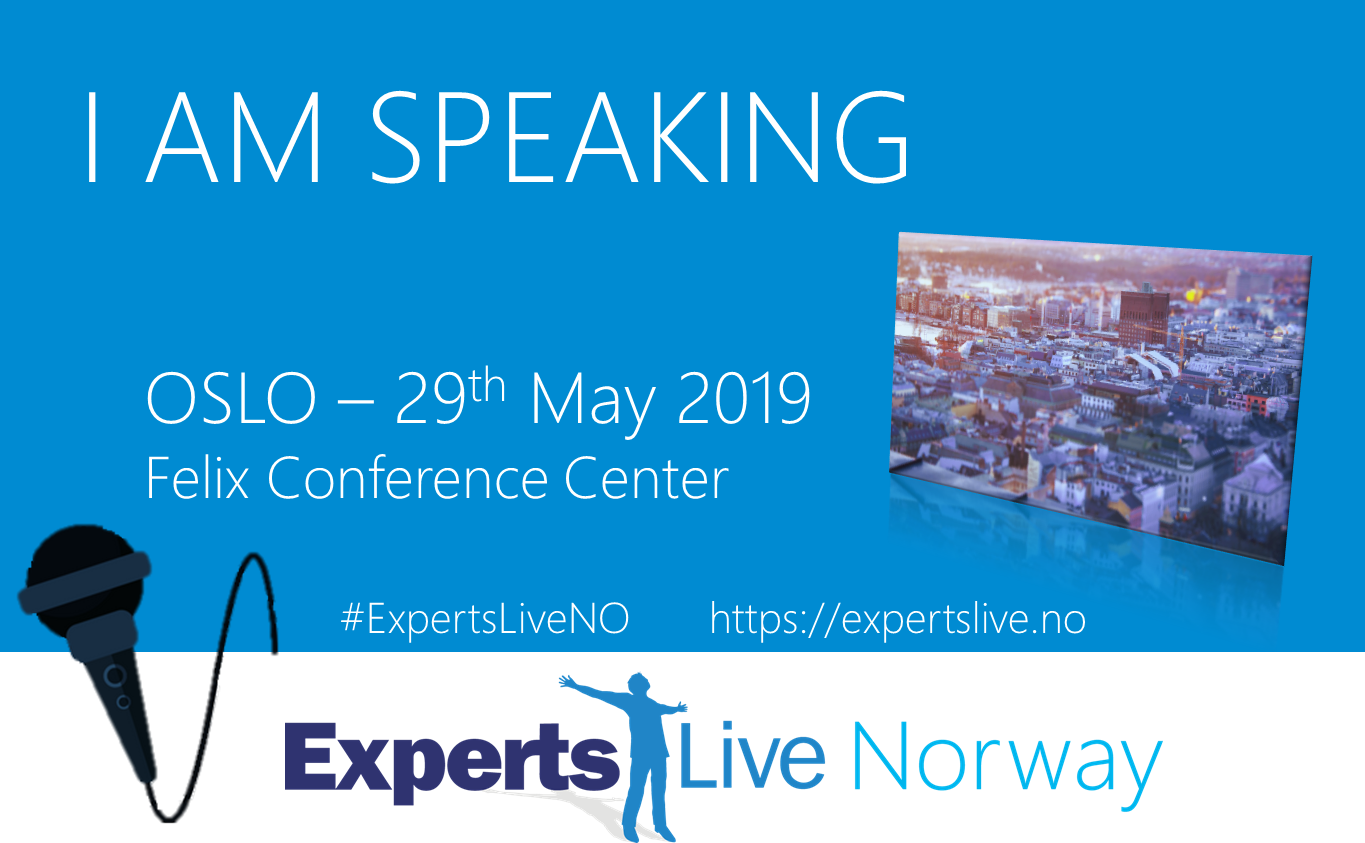 I AM SPEAKING
OSLO – 29th May 2019
Felix Conference Center
#ExpertsLiveNO https://expertslive.no
Experts Live Norway